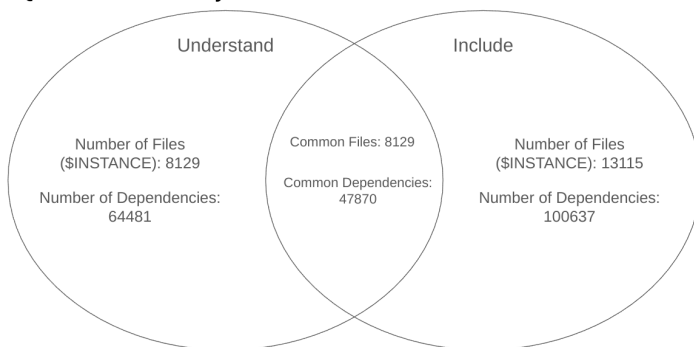 Understand
Include
Number of Files
($INSTANCE): 8129
Number of Dependencies:
64481
Common Files: 8129
Common Dependencies:
47870
Number of Files
($INSTANCE): 13115
Number of Dependencies:
100637